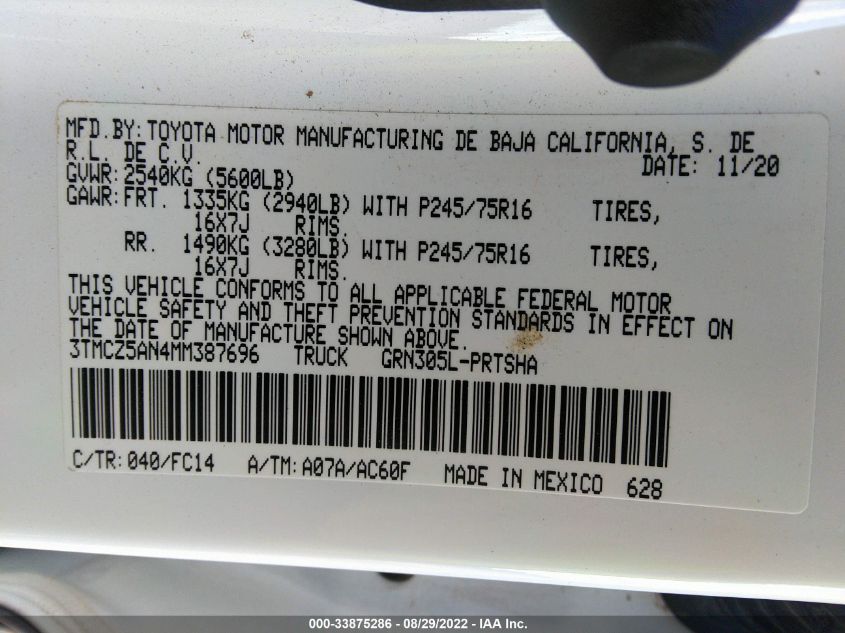 MFD.BY: TOYOTA MOTOR MANUFACTURING DE BAJA CALIFORNIA, S. DE
R.L. DE C.V. DATE: 11/20
GVWR: 2540KG (5600LB)
GAWR: FRT. 1335KG (2940LB) WITH P245/75R16 TIRES,
16X7J RIMS.
RR. 1490KG (3280LB) WITH P245/75R16 TIRES,
16X7J RIMS.
THIS VEHICLE CONFORMS TO ALL APPLICABLE FEDERAL MOTOR
VEHICLE SAFETY AND THEFT PREVENTION STANDARDS IN EFFECT ON
THE DATE OF MANUFACTURE SHOWN ABOVE.
3TMCZ5AN4MM387696 TRUCK GRN305L-PRTSHA
C/TR: 040/FC14 A/TM: A07A/AC60F MADE IN MEXICO 628
000-33875286 - 08/29/2022 - IAA Inc.